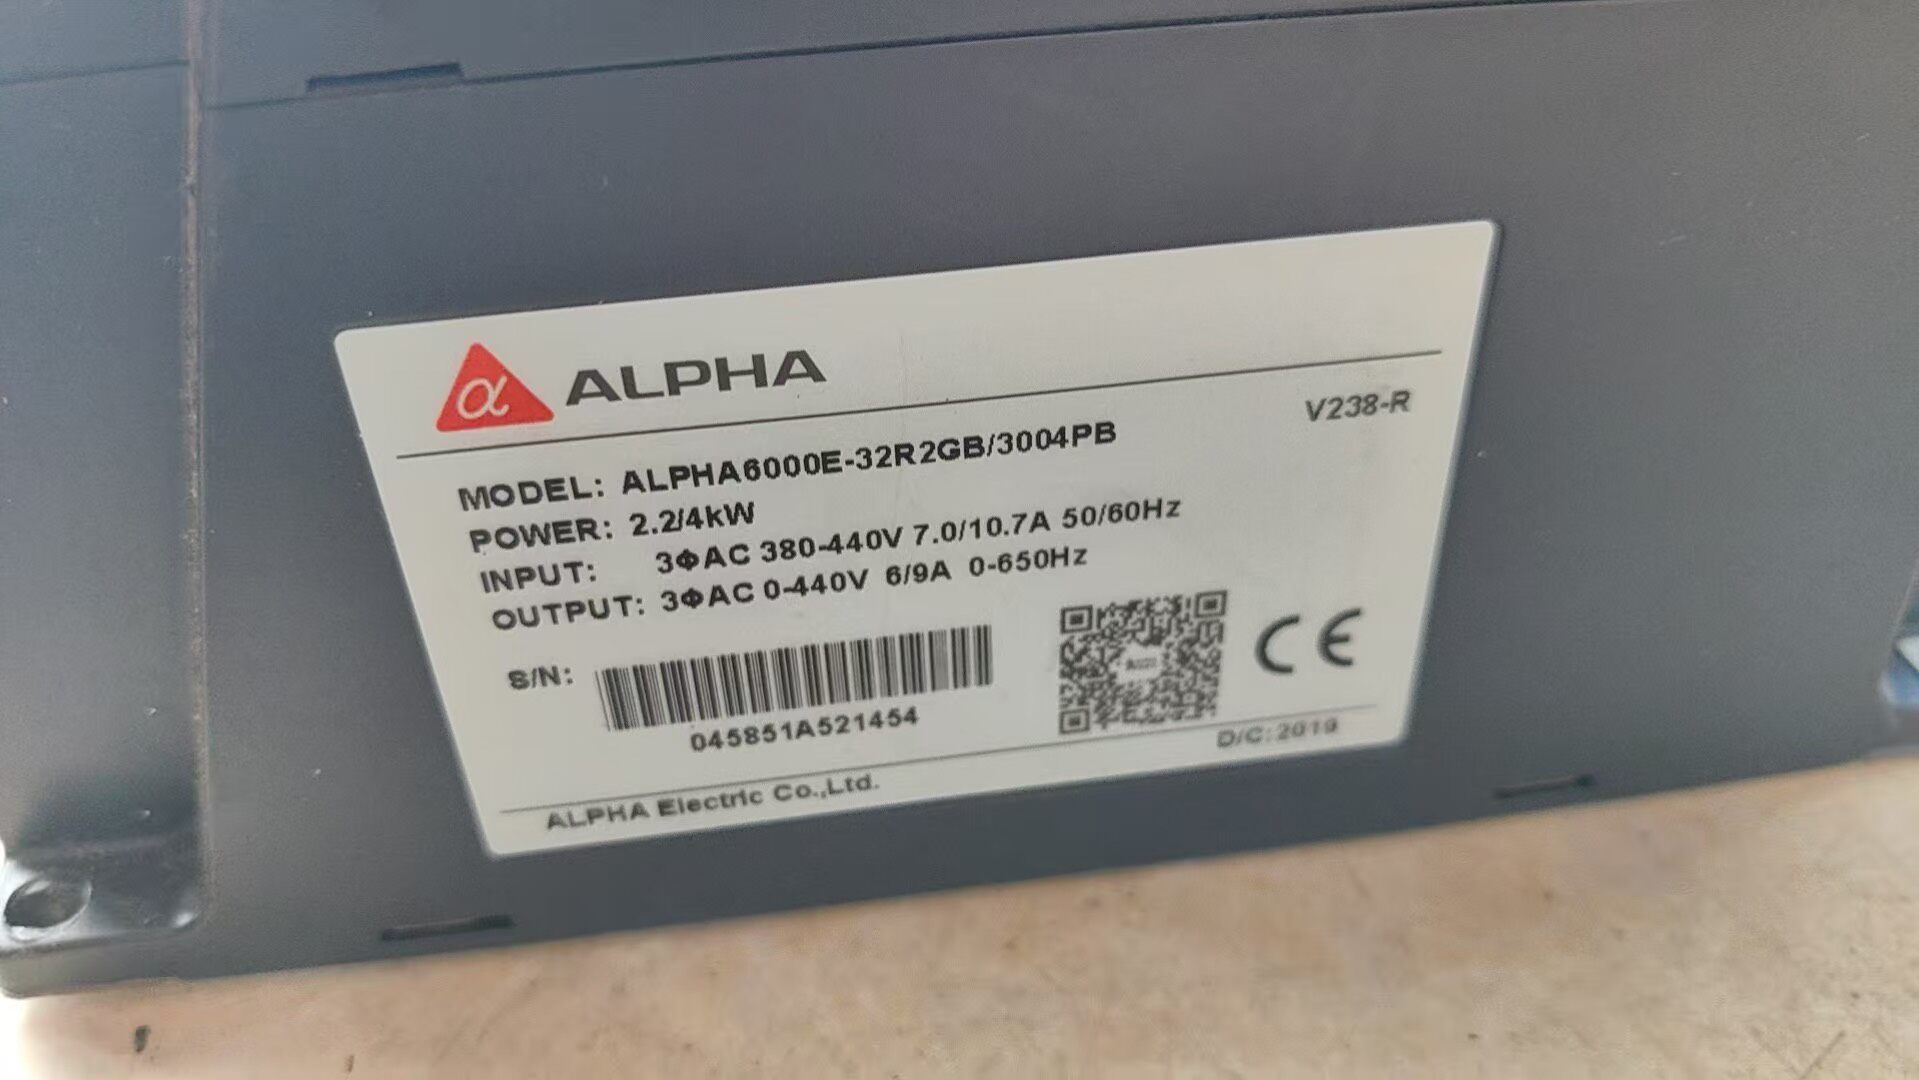 α ALPHA
V238-R
MODEL: ALPHA6000E-32R2GB/3004PB
POWER: 2.2/4kW
INPUT: 3ΦAC 380-440V 7.0/10.7A 50/60Hz
OUTPUT: 3ΦAC 0-440V 6/9A 0-650Hz
S/N:
045851A521454
CE
D/C:2019
ALPHA Electric Co.,Ltd.